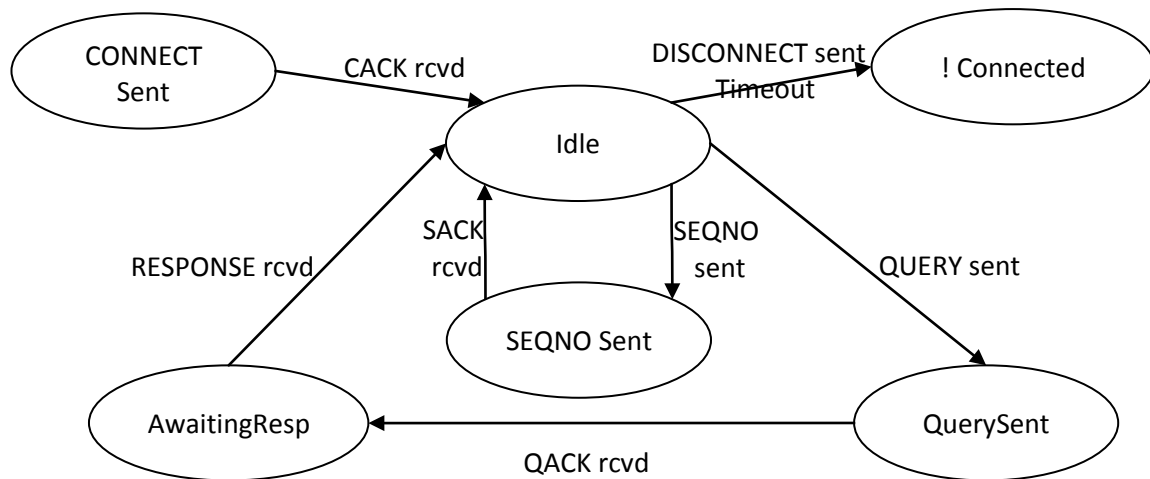 CONNECT
Sent
CACK rcvd
DISCONNECT sent
Timeout
! Connected
Idle
RESPONSE rcvd
SACK
rcvd
SEQNO
sent
QUERY sent
SEQNO Sent
AwaitingResp
QuerySent
QACK rcvd